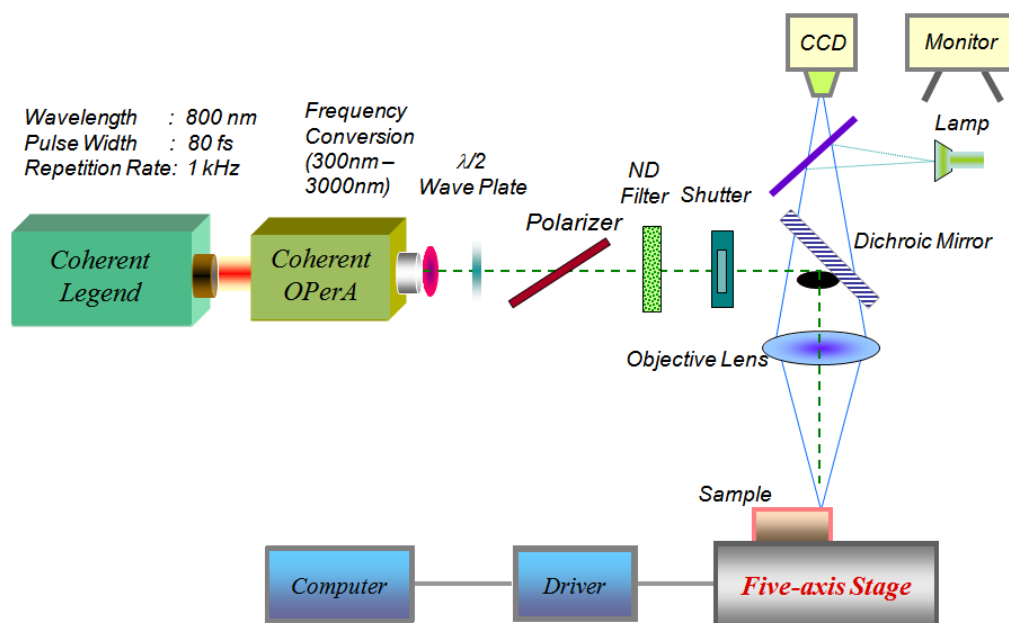 CCD
Monitor
Wavelength : 800 nm
Pulse Width : 80 fs
Repetition Rate: 1 kHz
Frequency
Conversion
(300nm –
3000nm)
λ/2
Wave Plate
Polarizer
ND
Filter
Shutter
Lamp
Dichroic Mirror
Coherent
Legend
Coherent
OPerA
Objective Lens
Sample
Computer
Driver
Five-axis Stage